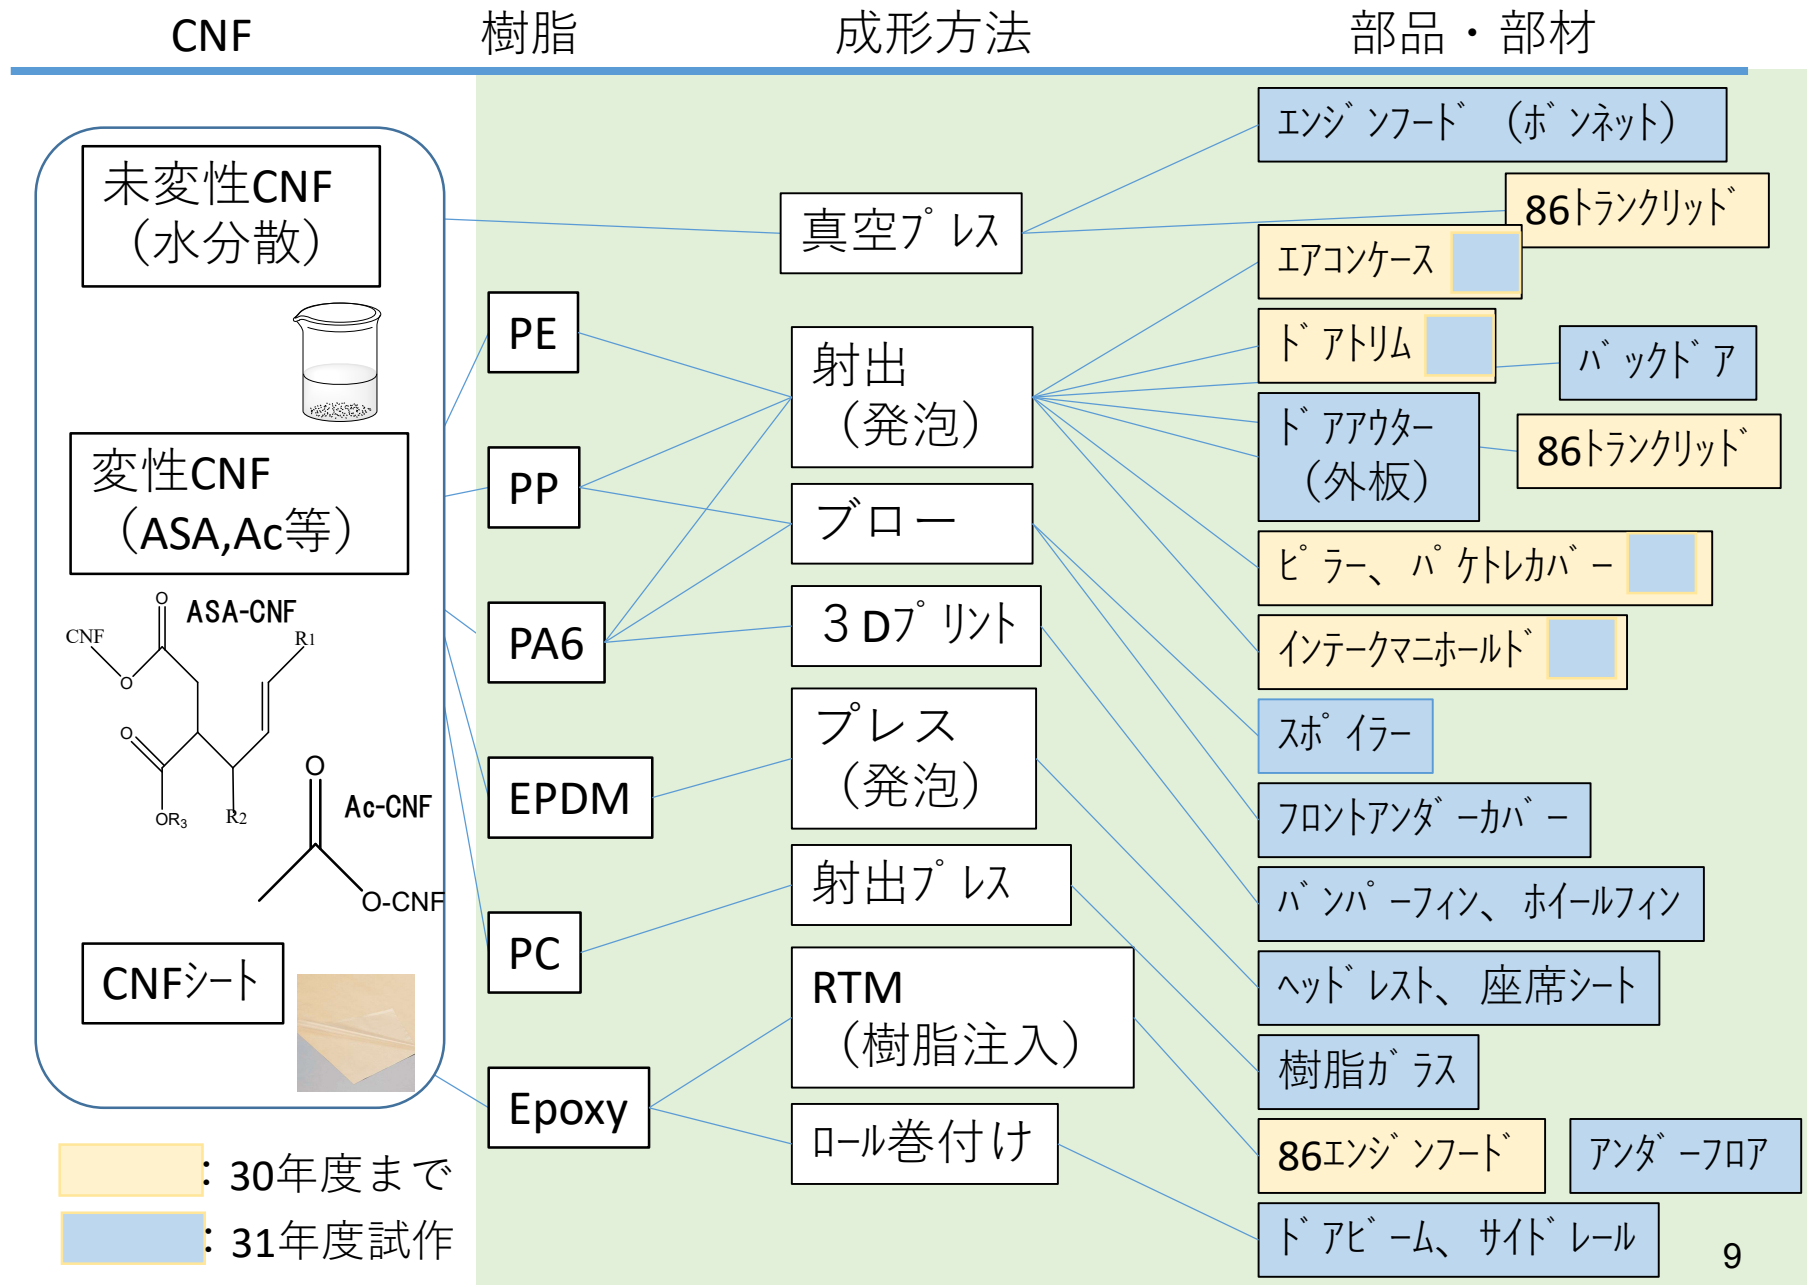 CNF
樹脂
成形方法
部品・部材
未変性CNF
（水分散）
変性CNF
（ASA,Ac等）
ASA-CNF
O
CNF
R1
O
O
OR3
R2
O
Ac-CNF
O-CNF
CNFｼｰﾄ
：30年度まで
：31年度試作
PE
PP
PA6
EPDM
PC
Epoxy
真空ﾌﾟﾚｽ
射出
（発泡）
ブロー
３Dﾌﾟﾘﾝﾄ
プレス
（発泡）
射出ﾌﾟﾚｽ
RTM
（樹脂注入）
ﾛｰﾙ巻付け
ｴﾝｼﾞﾝﾌｰﾄﾞ（ﾎﾞﾝﾈｯﾄ）
86ﾄﾗﾝｸﾘｯﾄﾞ
ｴｱｺﾝｹｰｽ
ﾄﾞｱﾄﾘﾑ
ﾊﾞｯｸﾄﾞｱ
ﾄﾞｱｱｳﾀｰ
（外板）
86ﾄﾗﾝｸﾘｯﾄﾞ
ﾋﾟﾗｰ、ﾊﾟｹﾄﾚｶﾊﾞｰ
ｲﾝﾃｰｸﾏﾆﾎｰﾙﾄﾞ
ｽﾎﾟｲﾗｰ
ﾌﾛﾝﾄｱﾝﾀﾞｰｶﾊﾞｰ
ﾊﾞﾝﾊﾟｰﾌｨﾝ、ﾎｲｰﾙﾌｨﾝ
ﾍｯﾄﾞﾚｽﾄ、座席ｼｰﾄ
樹脂ｶﾞﾗｽ
86ｴﾝｼﾞﾝﾌｰﾄﾞ
ｱﾝﾀﾞｰﾌﾛｱ
ﾄﾞｱﾋﾞｰﾑ、ｻｲﾄﾞﾚｰﾙ
9